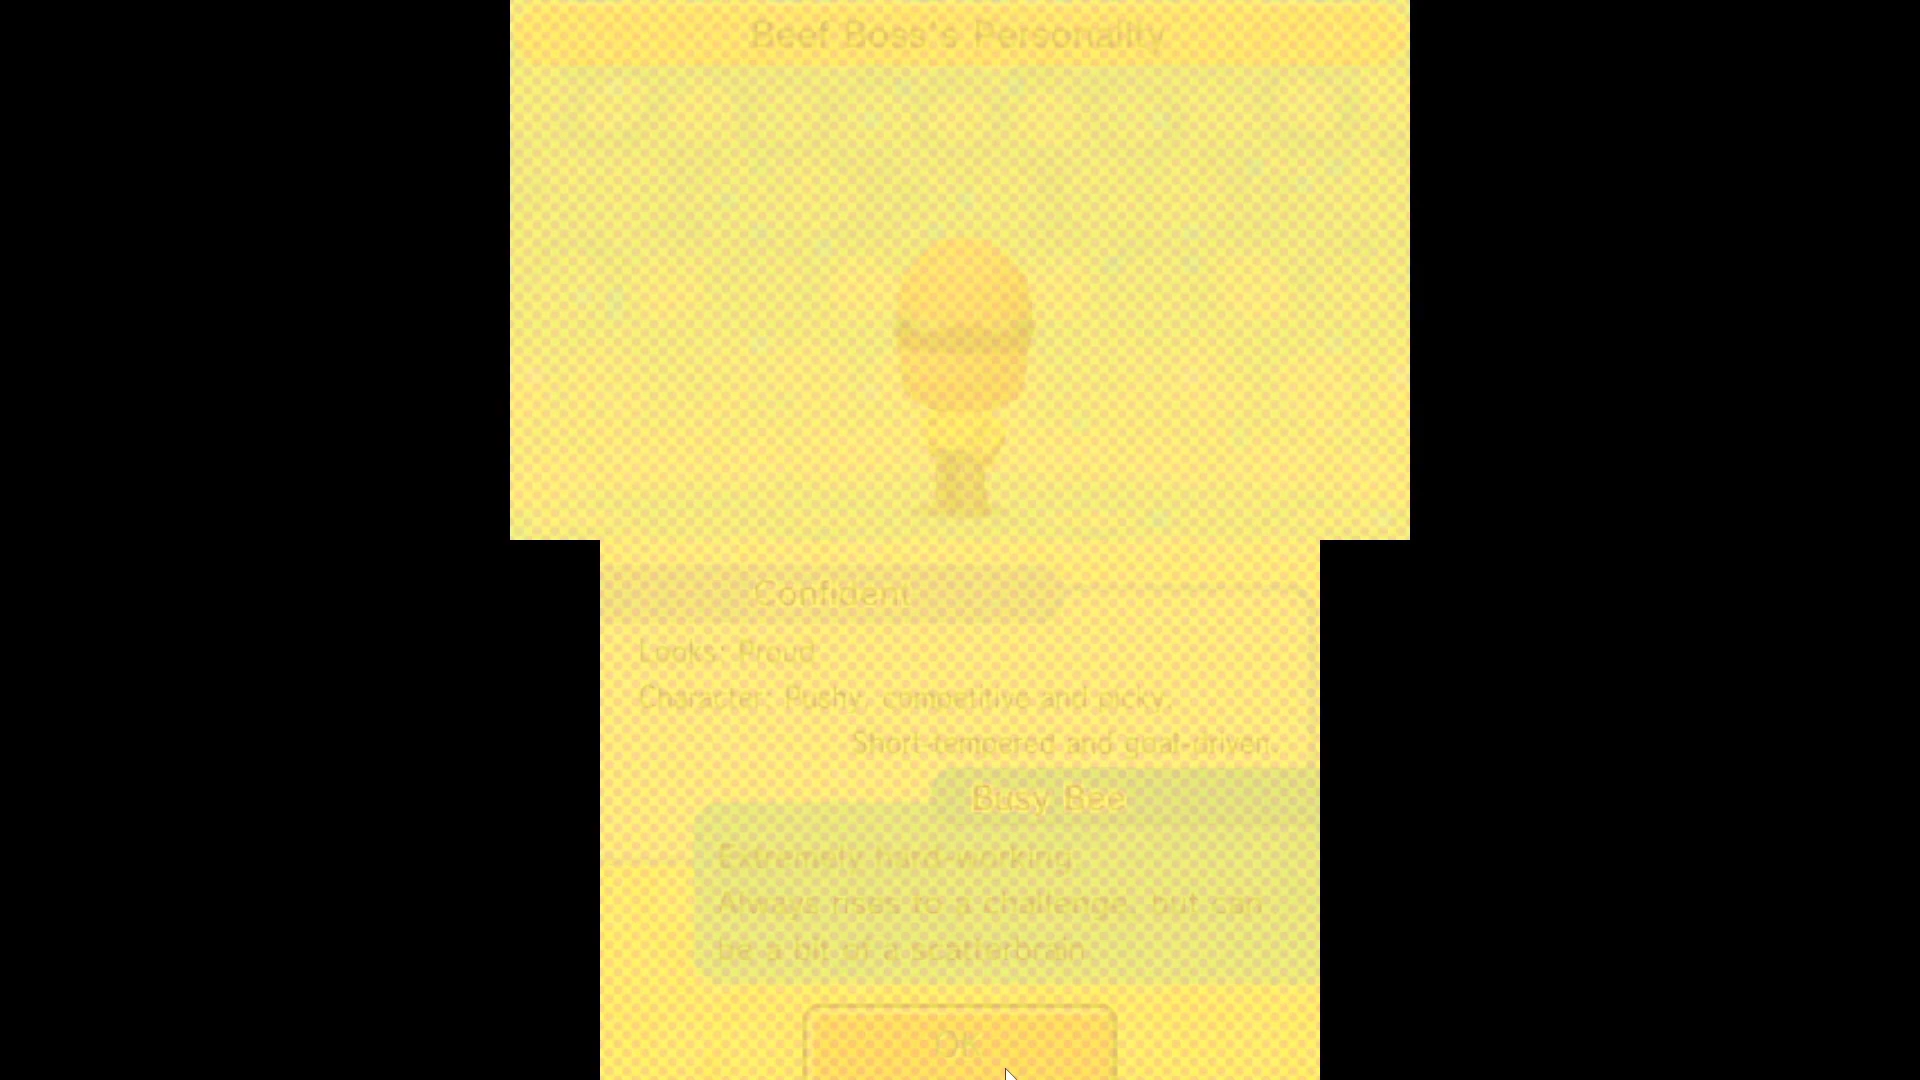 Beef Boss's Personality
Confident
Looks: Proud
Character: Pushy, competitive and picky.
Short-tempered and goal-driven.
Busy Bee
Extremely hard-working.
Always rises to a challenge, but can
be a bit of a scatterbrain.
OK